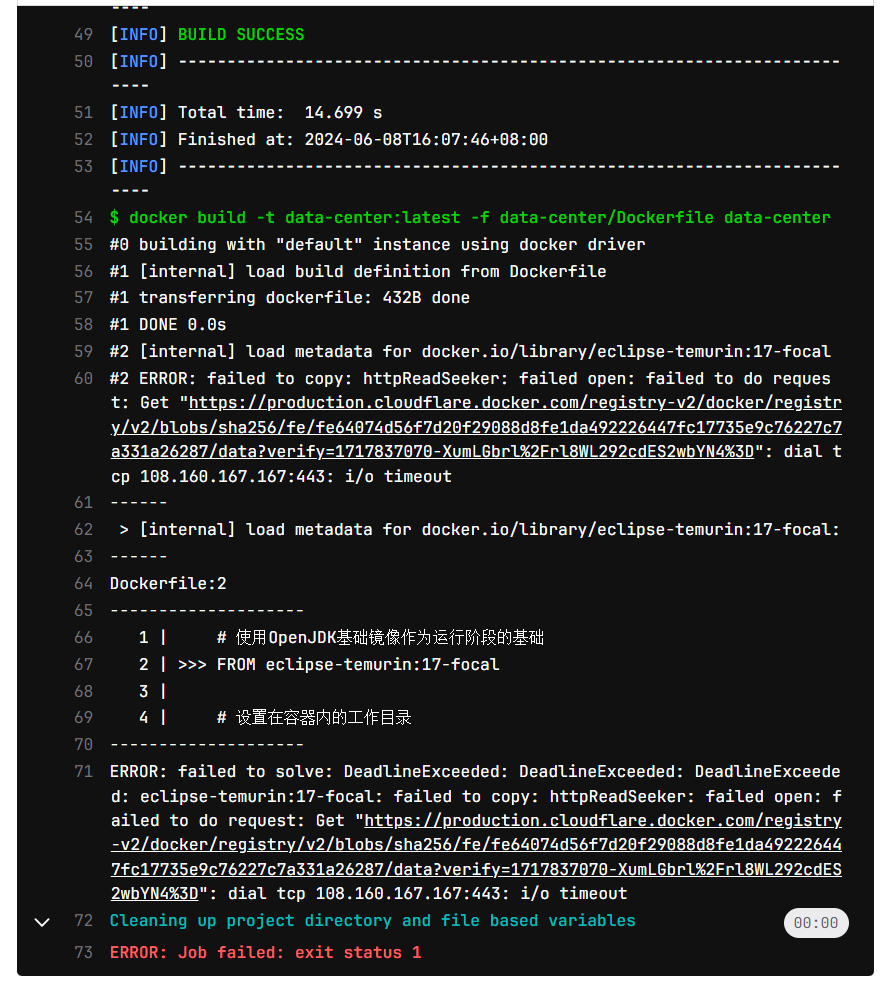 ----
49 [INFO] BUILD SUCCESS
50 [INFO] --------------------------------------------------------------------
----
51 [INFO] Total time:  14.699 s
52 [INFO] Finished at: 2024-06-08T16:07:46+08:00
53 [INFO] --------------------------------------------------------------------
----
54 $ docker build -t data-center:latest -f data-center/Dockerfile data-center
55 #0 building with "default" instance using docker driver
56 #1 [internal] load build definition from Dockerfile
57 #1 transferring dockerfile: 432B done
58 #1 DONE 0.0s
59 #2 [internal] load metadata for docker.io/library/eclipse-temurin:17-focal
60 #2 ERROR: failed to copy: httpReadSeeker: failed open: failed to do reques
t: Get "https://production.cloudflare.docker.com/registry-v2/docker/registr
y/v2/blobs/sha256/fe/fe64074d56f7d20f29088d8fe1da492226447fc17735e9c76227c7
a331a26287/data?verify=1717837070-XumLGbrl%2Frl8WL292cdES2wbYN4%3D": dial t
cp 108.160.167.167:443: i/o timeout
61 ------
62  > [internal] load metadata for docker.io/library/eclipse-temurin:17-focal:
63 ------
64 Dockerfile:2
65 --------------------
66    1 |     # 使用OpenJDK基础镜像作为运行阶段的基础
67    2 | >>> FROM eclipse-temurin:17-focal
68    3 |
69    4 |     # 设置在容器内的工作目录
70 --------------------
71 ERROR: failed to solve: DeadlineExceeded: DeadlineExceeded: DeadlineExceede
d: eclipse-temurin:17-focal: failed to copy: httpReadSeeker: failed open: f
ailed to do request: Get "https://production.cloudflare.docker.com/registry
-v2/docker/registry/v2/blobs/sha256/fe/fe64074d56f7d20f29088d8fe1da49222644
7fc17735e9c76227c7a331a26287/data?verify=1717837070-XumLGbrl%2Frl8WL292cdES
2wbYN4%3D": dial tcp 108.160.167.167:443: i/o timeout
72 Cleaning up project directory and file based variables 00:00
73 ERROR: Job failed: exit status 1